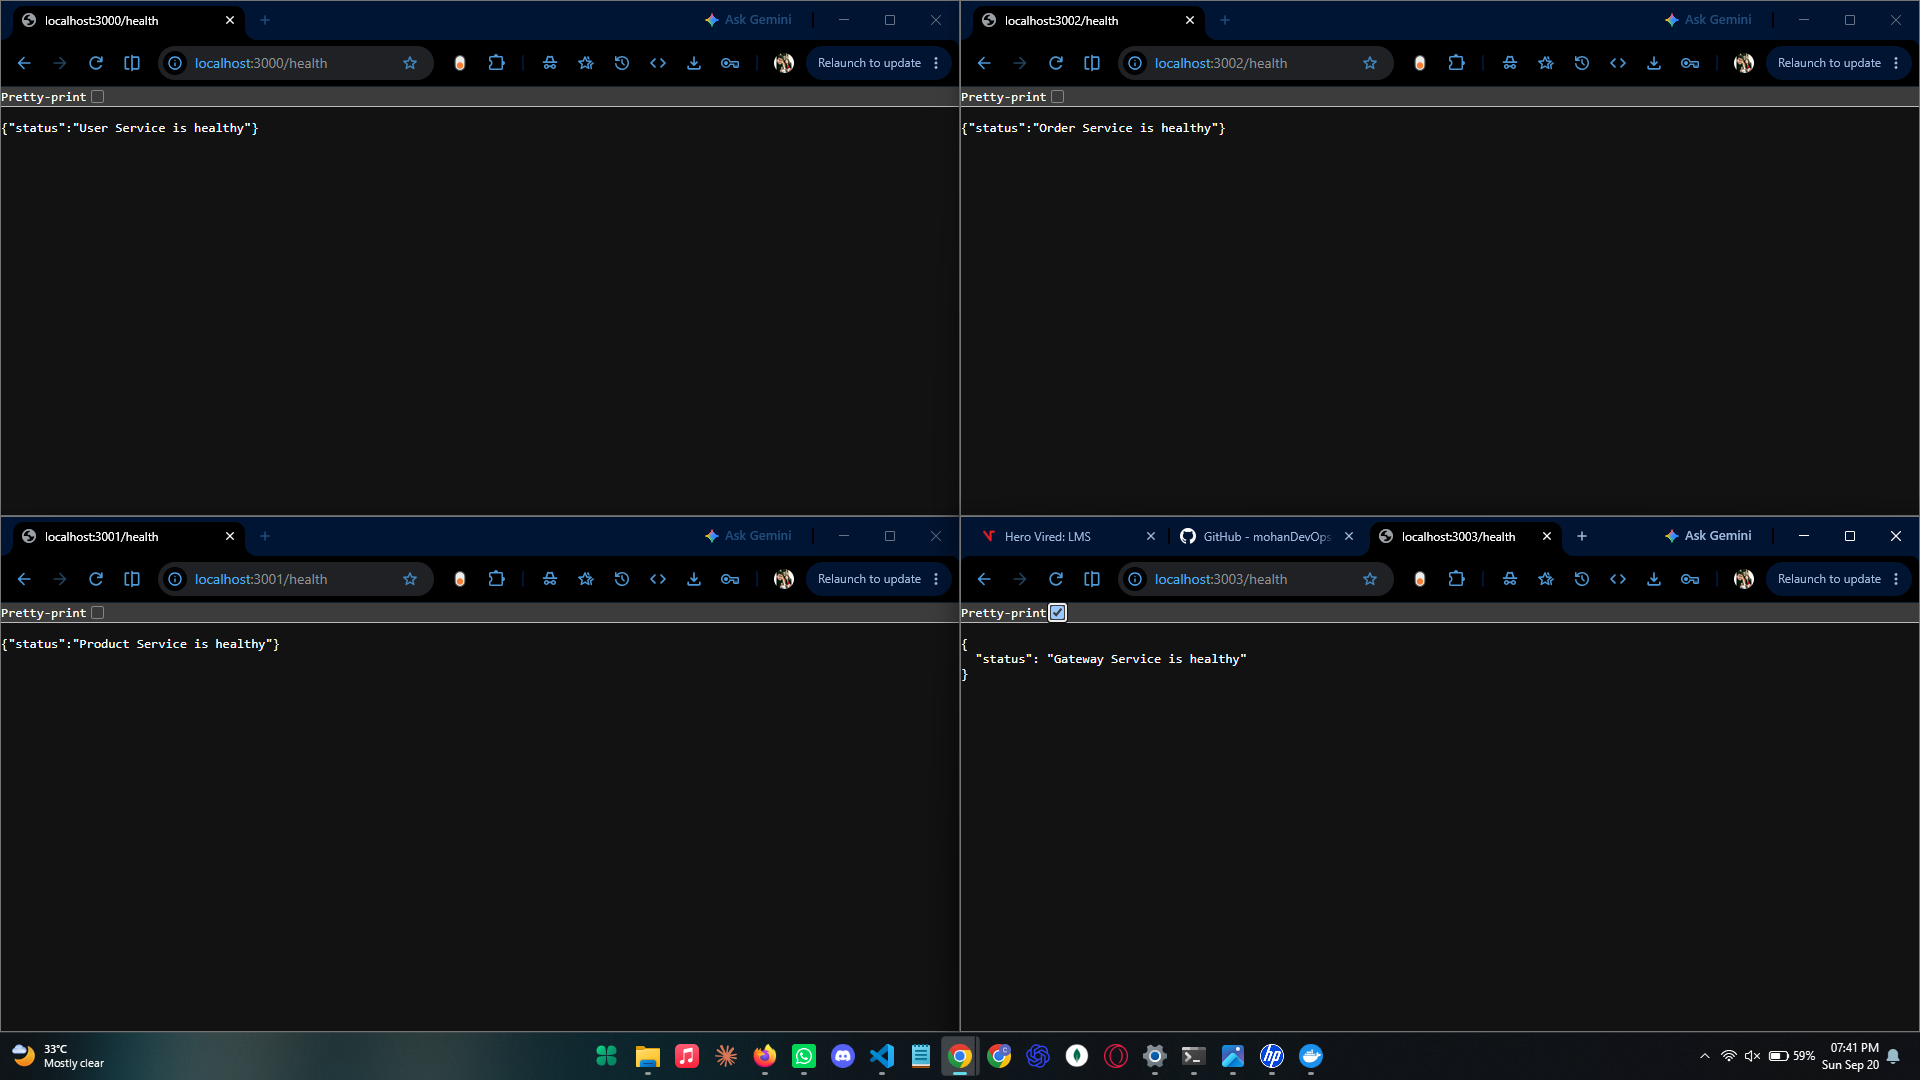 localhost:3000/health
Ask Gemini
localhost:3000/health
Relaunch to update
Pretty-print
{"status":"User Service is healthy"}
localhost:3002/health
Ask Gemini
localhost:3002/health
Relaunch to update
Pretty-print
{"status":"Order Service is healthy"}
localhost:3001/health
Ask Gemini
localhost:3001/health
Relaunch to update
Pretty-print
{"status":"Product Service is healthy"}
Hero Vired: LMS
GitHub - mohanDevOps
localhost:3003/health
Ask Gemini
localhost:3003/health
Relaunch to update
Pretty-print
{
  "status": "Gateway Service is healthy"
}
33°C
Mostly clear
hp
59%
07:41 PM
Sun Sep 20